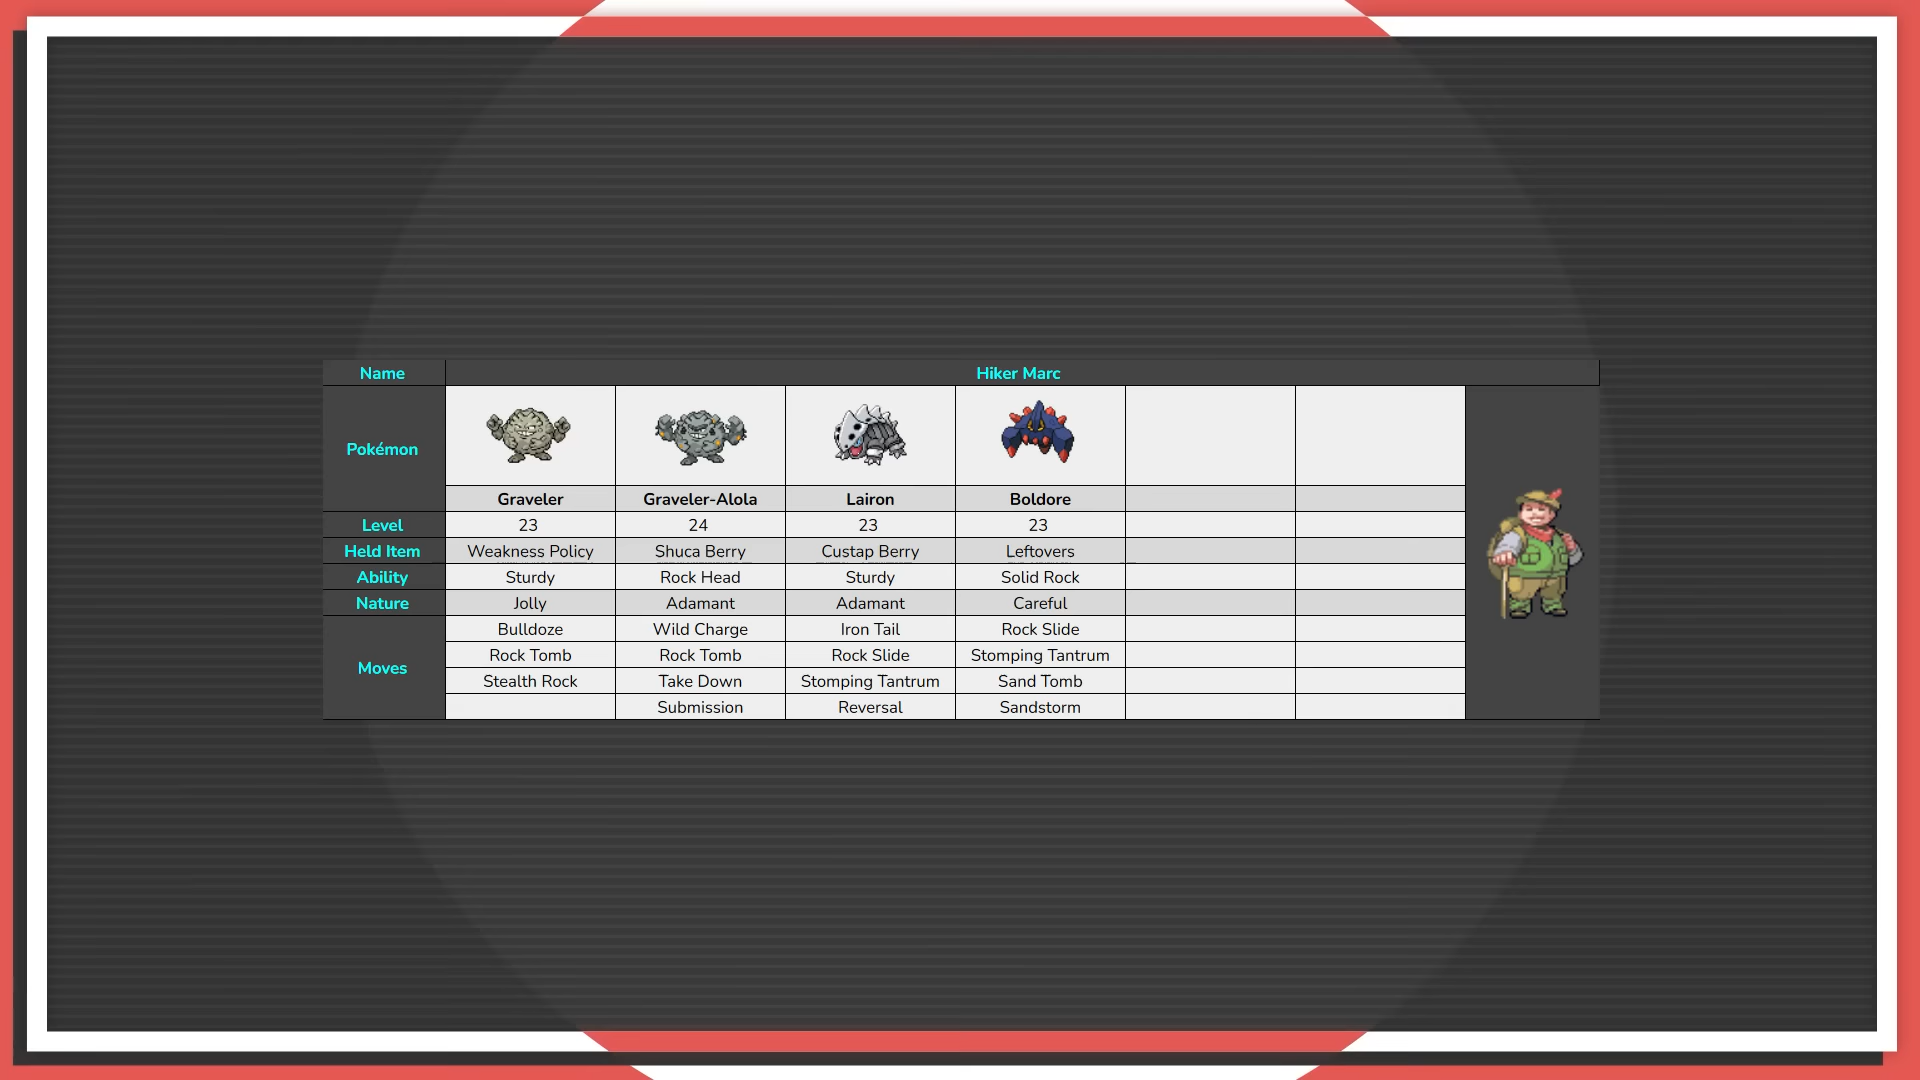 Name Hiker Marc
Pokémon
Graveler Graveler-Alola Lairon Boldore
Level 23 24 23 23
Held Item Weakness Policy Shuca Berry Custap Berry Leftovers
Ability Sturdy Rock Head Sturdy Solid Rock
Nature Jolly Adamant Adamant Careful
Moves
Bulldoze Wild Charge Iron Tail Rock Slide
Rock Tomb Rock Tomb Rock Slide Stomping Tantrum
Stealth Rock Take Down Stomping Tantrum Sand Tomb
Submission Reversal Sandstorm